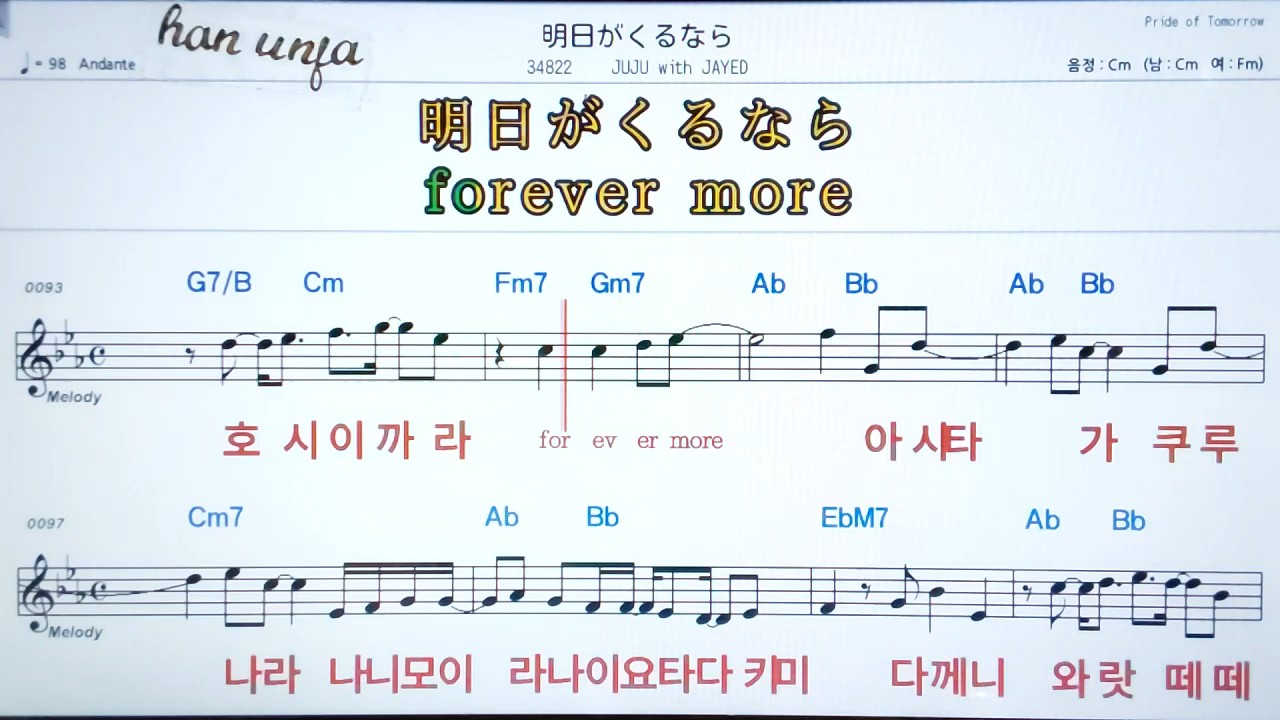 han unja
Pride of Tomorrow
明日がくるなら
♩= 98 Andante
34822 JUJU with JAYED
음정 : Cm (남 : Cm 여 : Fm)
明日がくるなら
forever more
0093 G7/B Cm Fm7 Gm7 Ab Bb Ab Bb
Melody
호 시 이 까 라 for ev er more 아 시타 가 쿠 루
0097 Cm7 Ab Bb EbM7 Ab Bb
Melody
나라 나니모이 라나이요타다 키미 다께니 와 랏 떼 떼